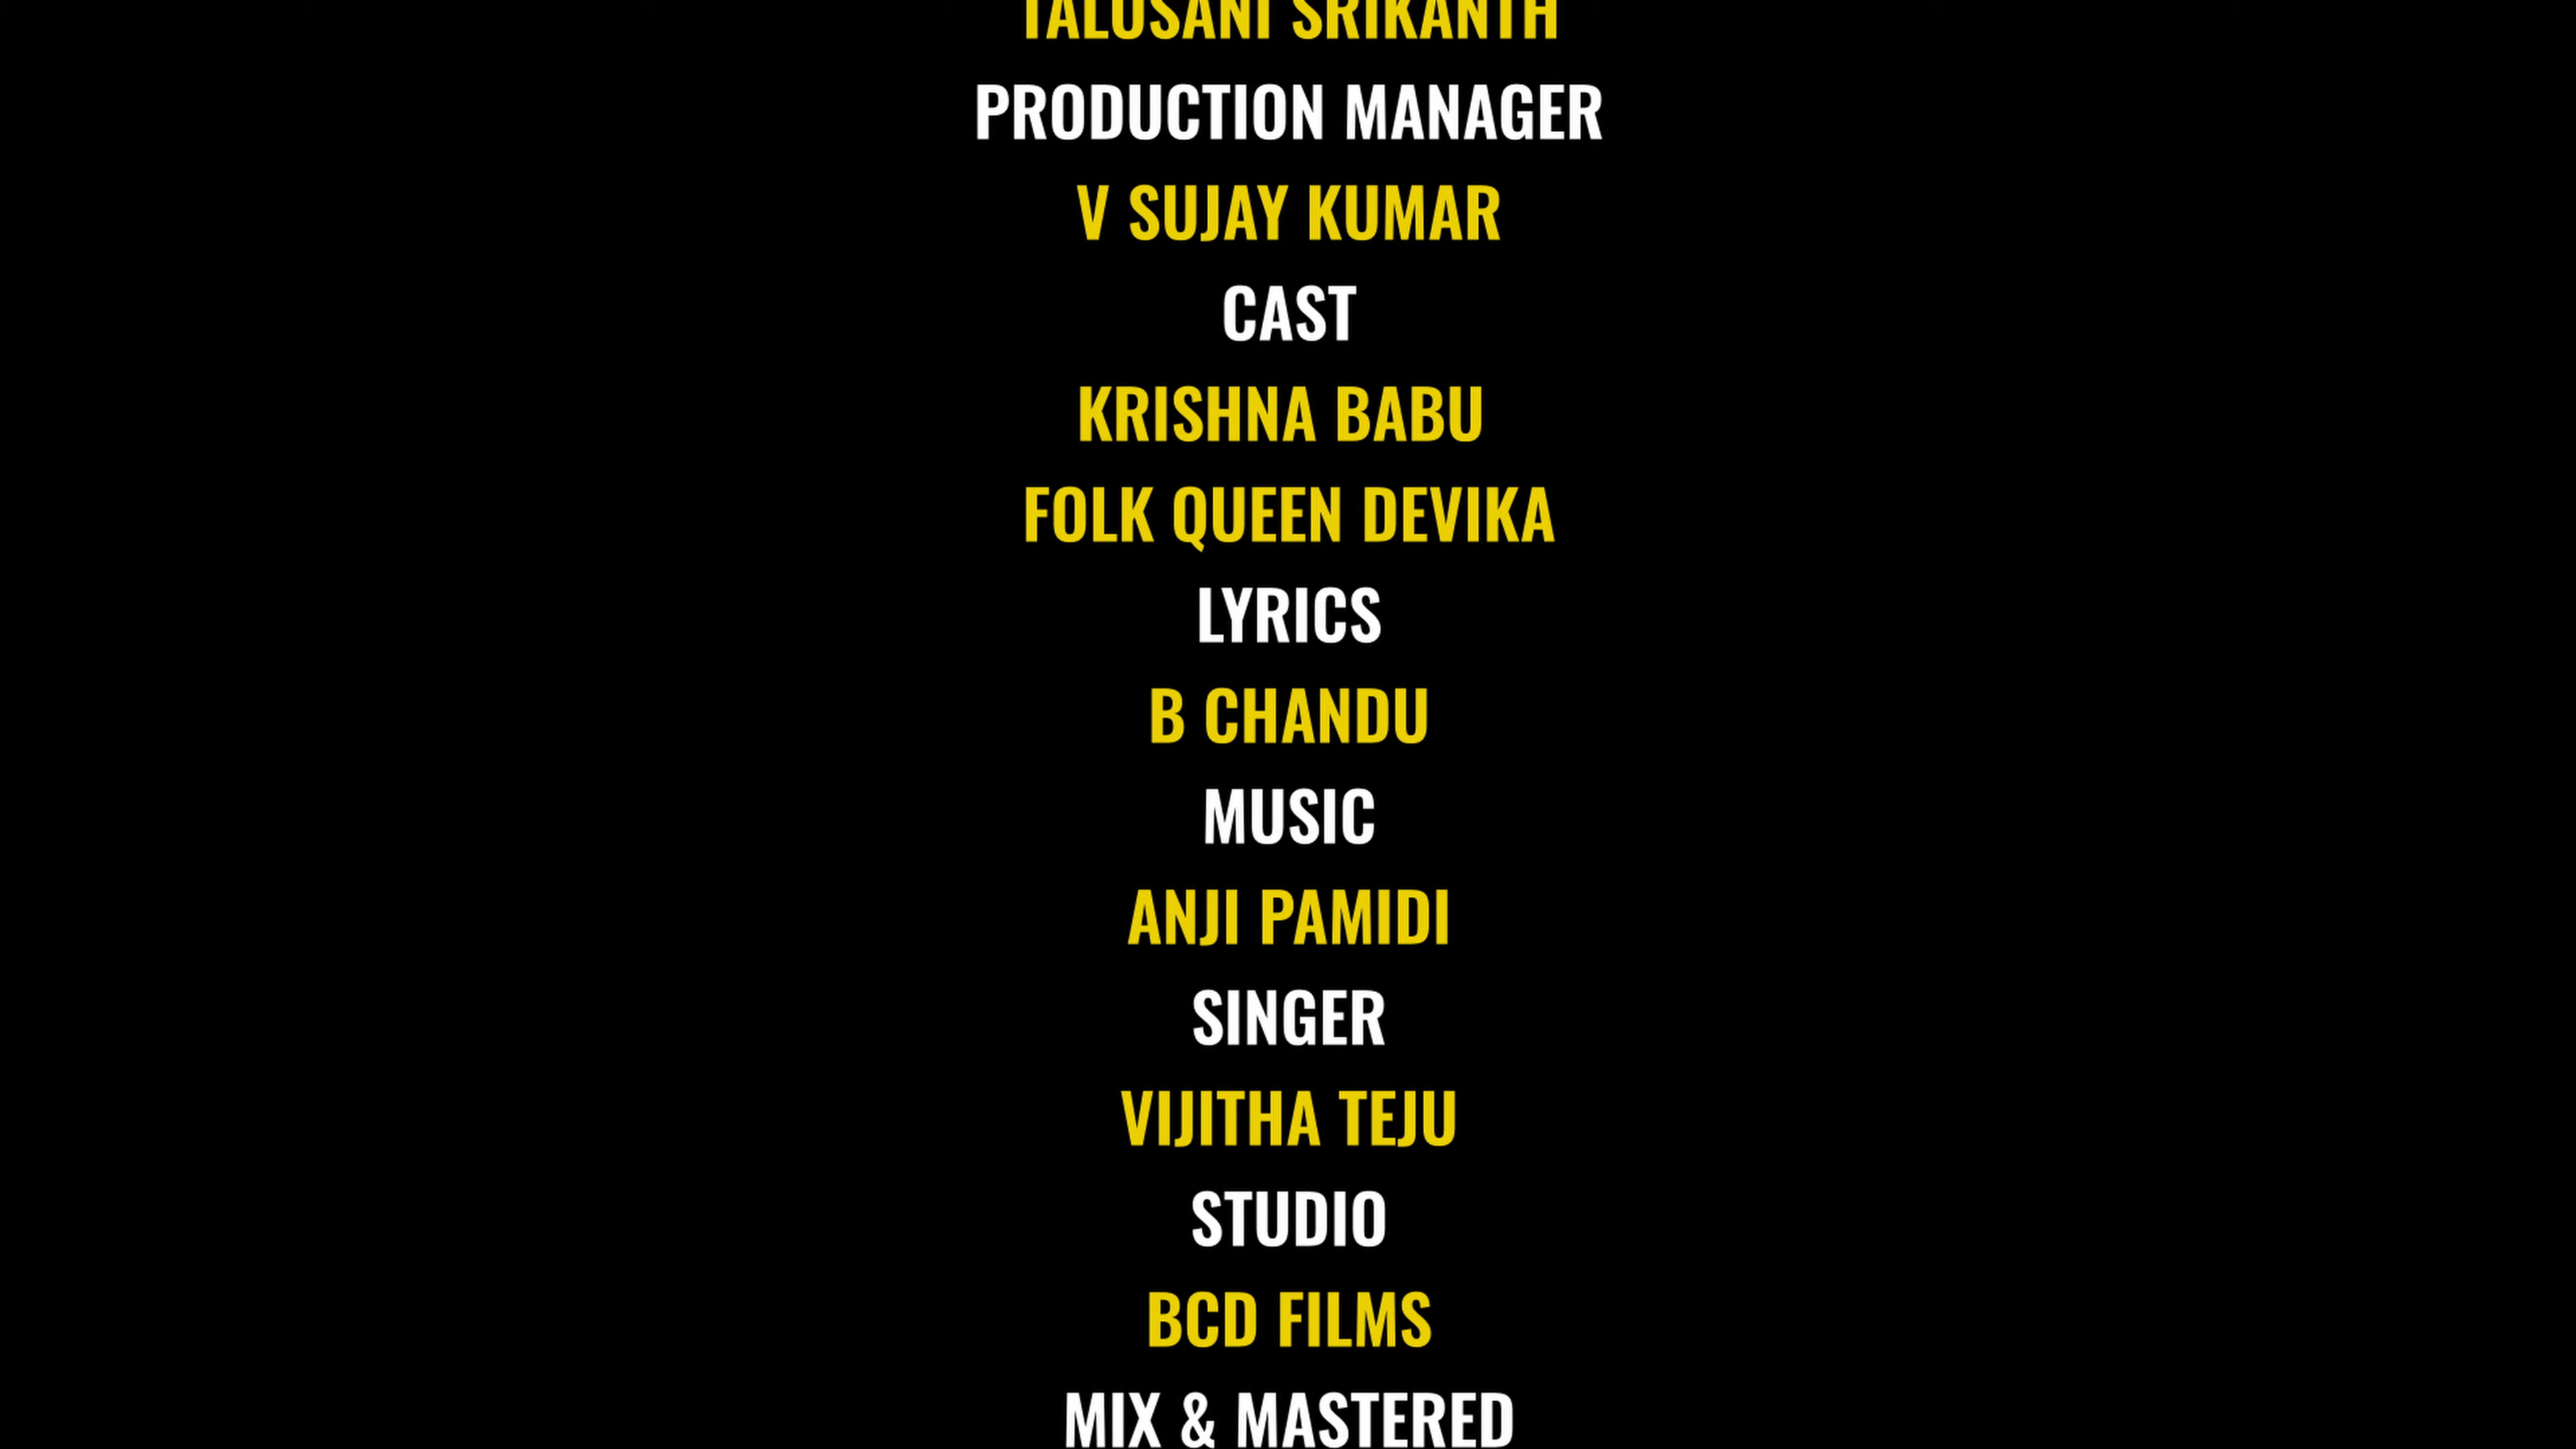 TALUSANI SRIKANTH
PRODUCTION MANAGER
V SUJAY KUMAR
CAST
KRISHNA BABU
FOLK QUEEN DEVIKA
LYRICS
B CHANDU
MUSIC
ANJI PAMIDI
SINGER
VIJITHA TEJU
STUDIO
BCD FILMS
MIX & MASTERED